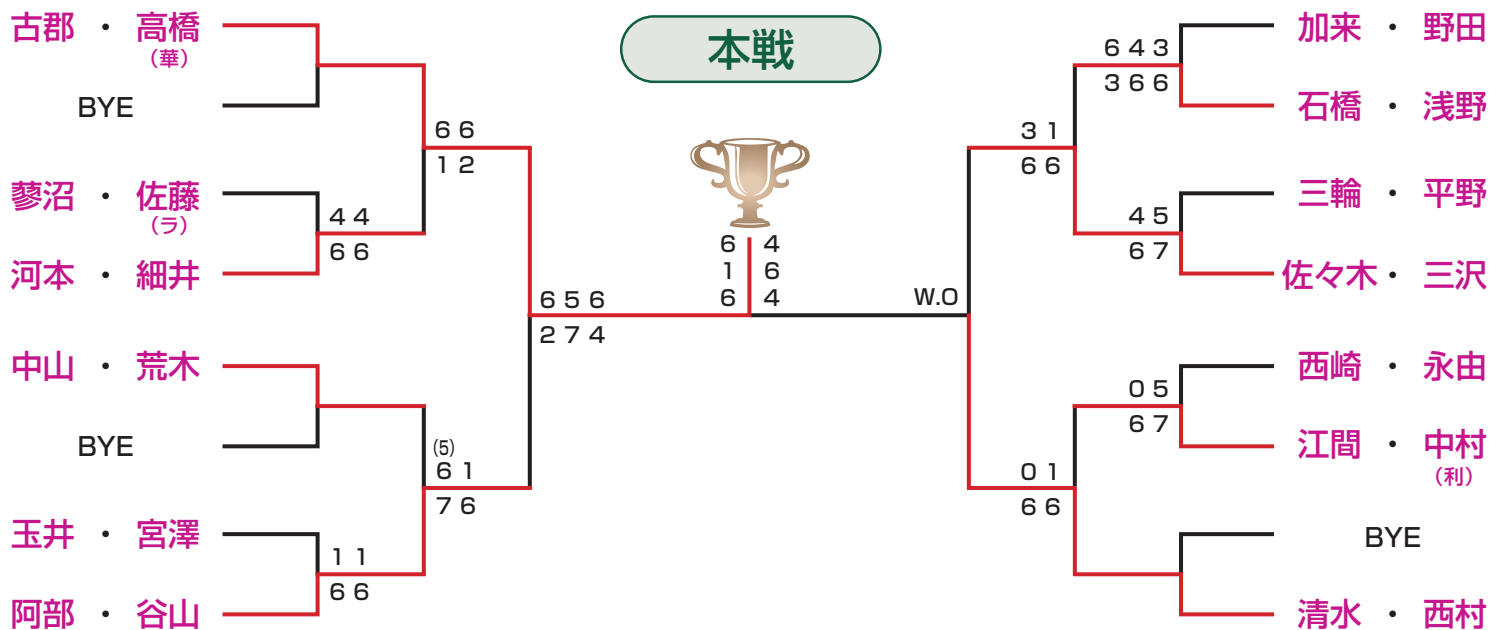 本戦
古郡 ・ 高橋
(華)
BYE
蓼沼 ・ 佐藤
(ラ)
河本 ・ 細井
中山 ・ 荒木
BYE
玉井 ・ 宮澤
阿部 ・ 谷山
4 4
6 6
1 1
6 6
6 6
1 2
(5)
6 1
7 6
6 5 6
2 7 4
6 4
1 6
6 4
W.O
3 1
6 6
0 1
6 6
6 4 3
3 6 6
4 5
6 7
0 5
6 7
加来 ・ 野田
石橋 ・ 浅野
三輪 ・ 平野
佐々木・ 三沢
西崎 ・ 永由
江間 ・ 中村
(利)
BYE
清水 ・ 西村